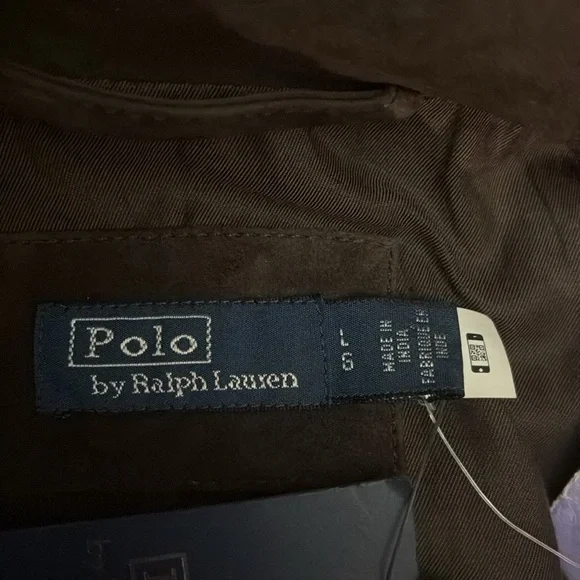 Polo
by Ralph Lauren
L
G
MADE IN
INDIA
FABRIQUÉ EN
INDE